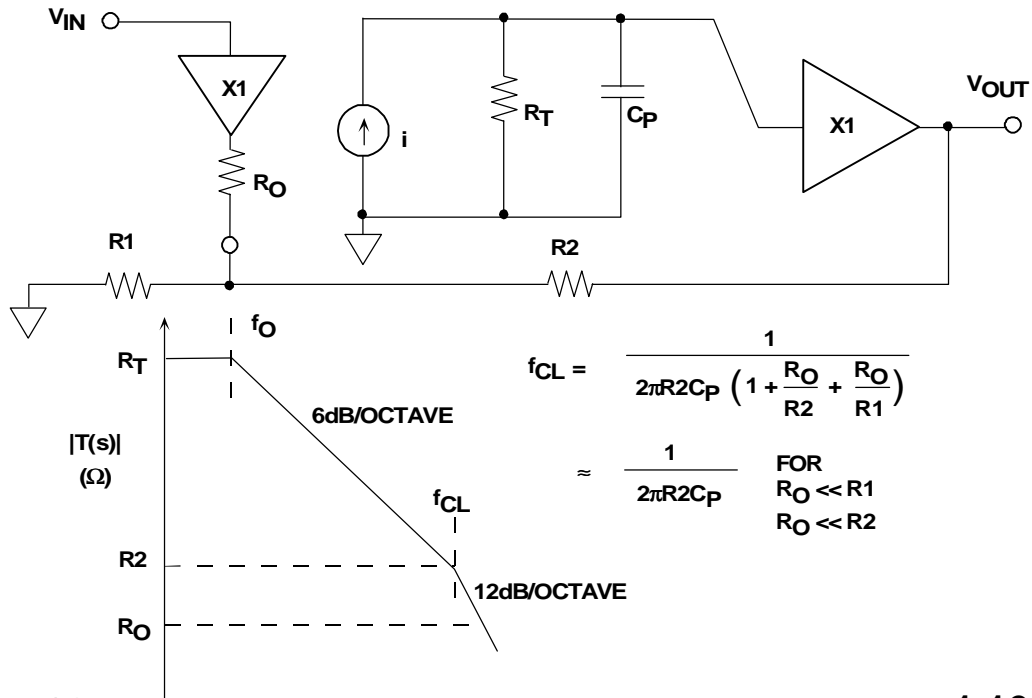 VIN
X1
RO
i
RT
CP
X1
VOUT
R1
R2
fO
RT
6dB/OCTAVE
|T(s)|
(Ω)
fCL
R2
12dB/OCTAVE
RO
fCL = 1 / 2πR2CP (1 + RO/R2 + RO/R1)
≈ 1 / 2πR2CP FOR
RO << R1
RO << R2